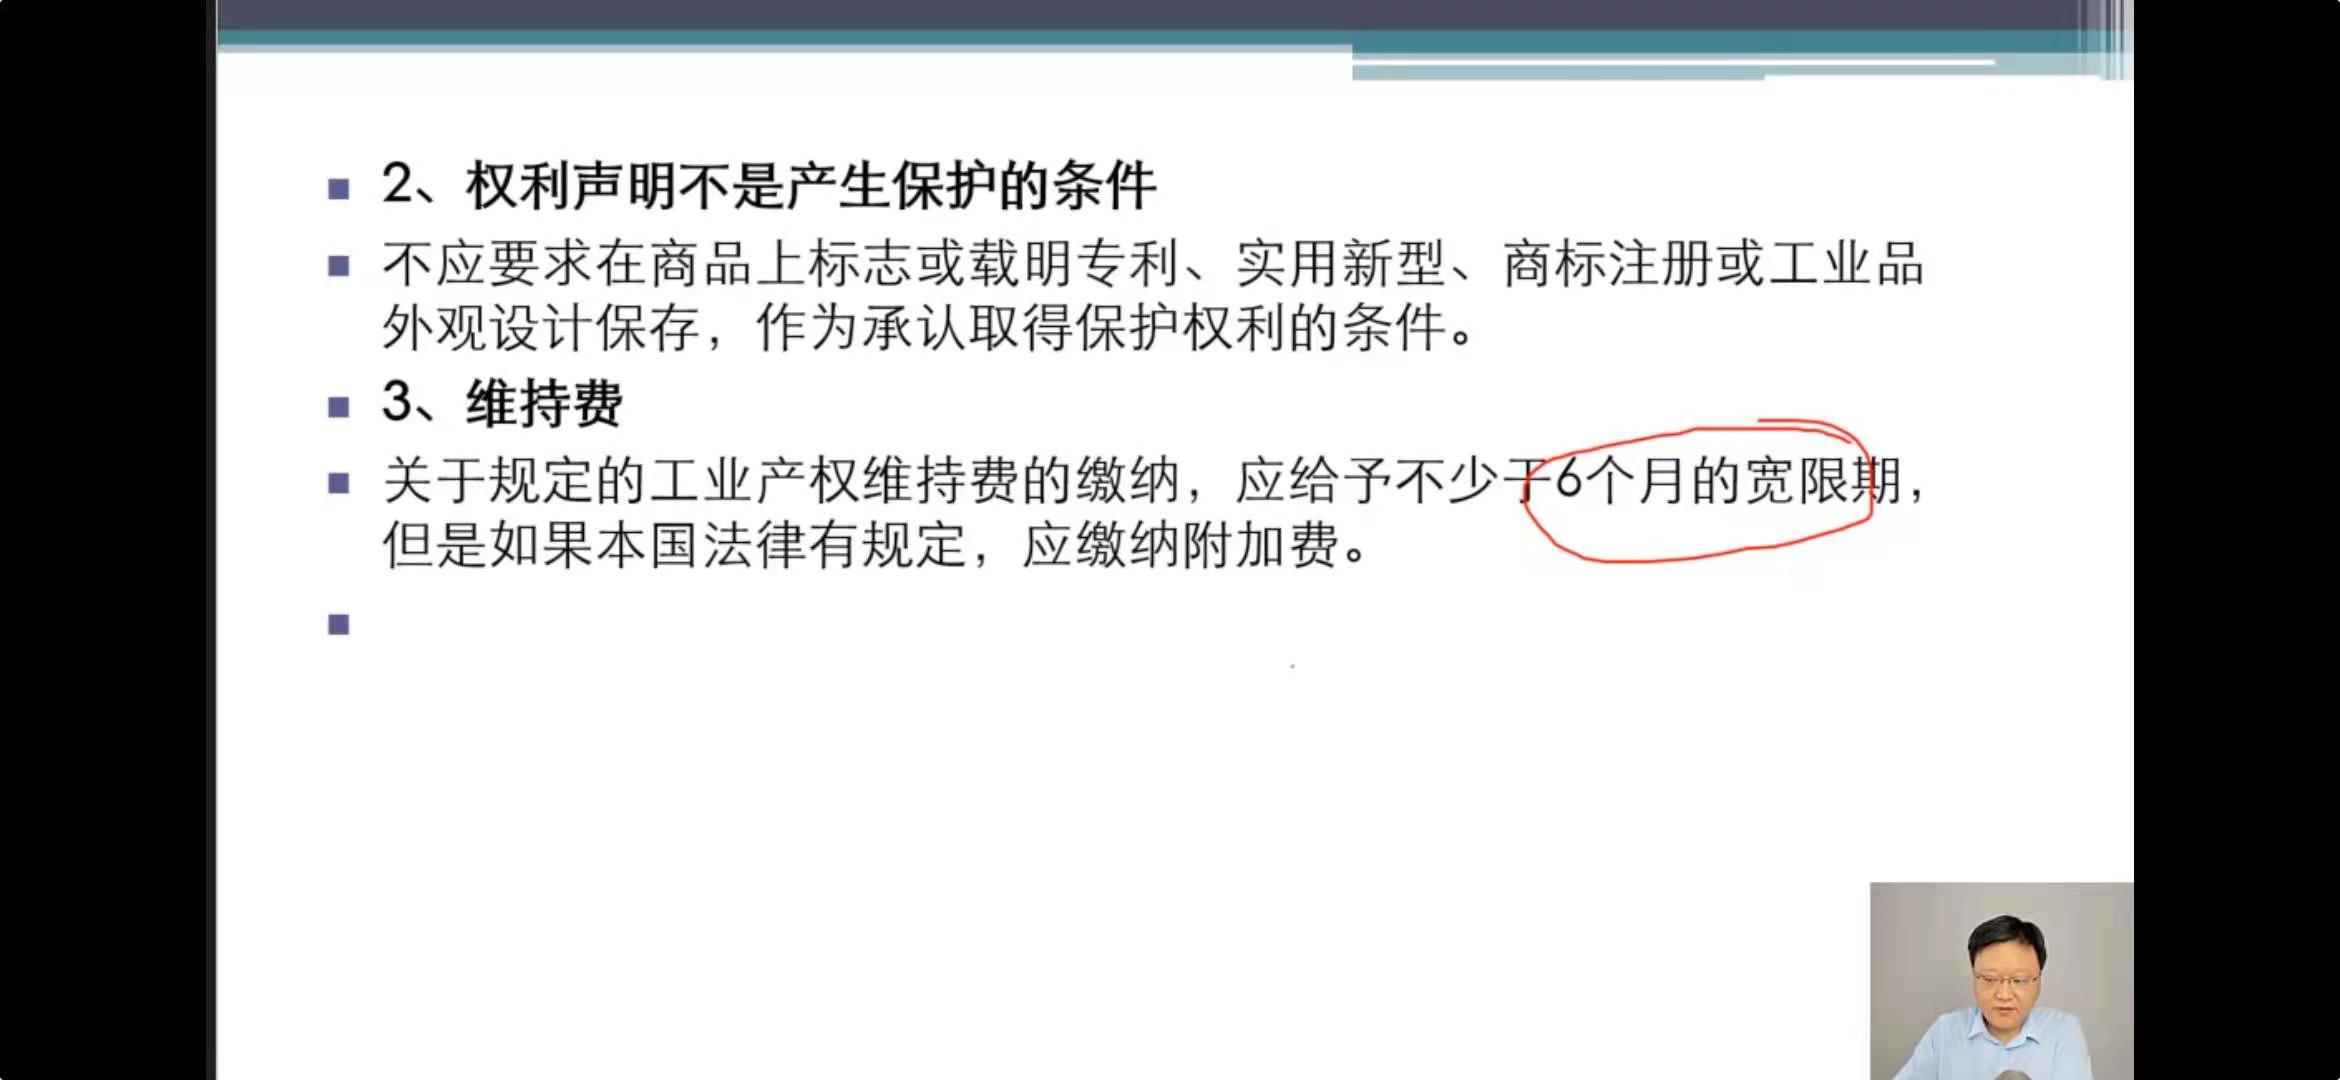 2、权利声明不是产生保护的条件
不应要求在商品上标志或载明专利、实用新型、商标注册或工业品
外观设计保存，作为承认取得保护权利的条件。
3、维持费
关于规定的工业产权维持费的缴纳，应给予不少于6个月的宽限期，
但是如果本国法律有规定，应缴纳附加费。